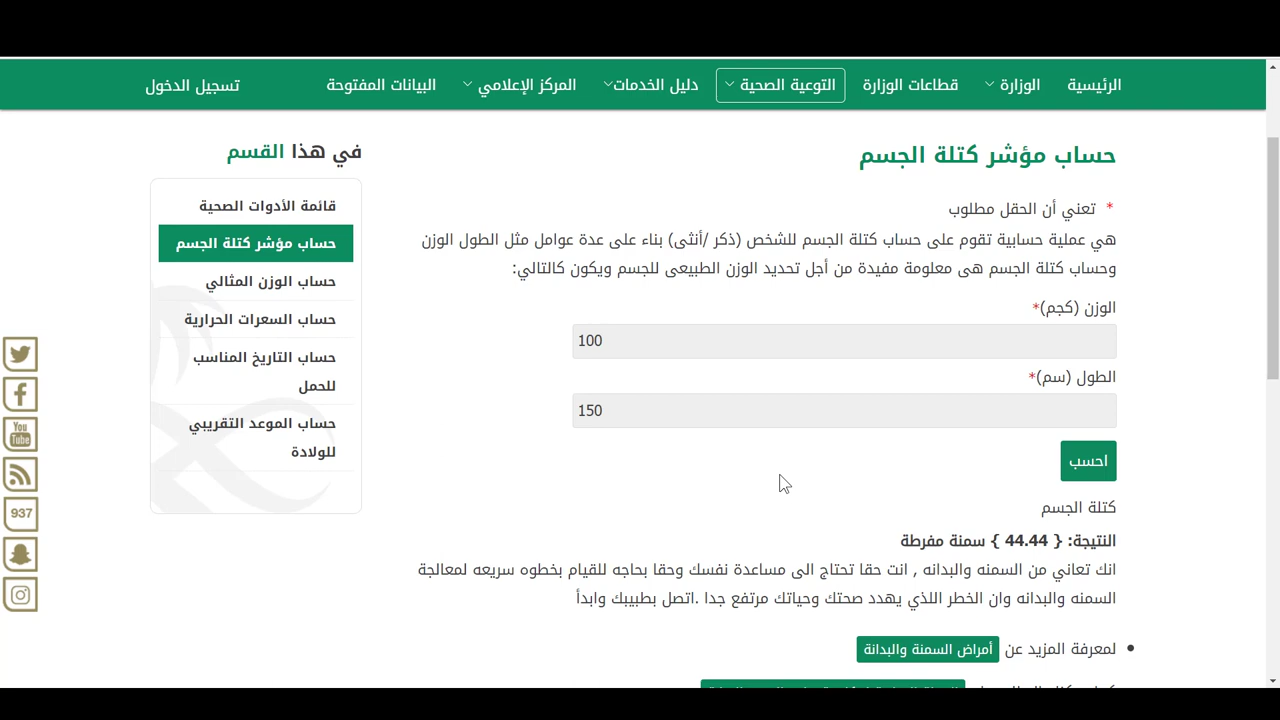 الرئيسية الوزارة قطاعات الوزارة التوعية الصحية دليل الخدمات المركز الإعلامي البيانات المفتوحة تسجيل الدخول
حساب مؤشر كتلة الجسم
* تعني أن الحقل مطلوب
هي عملية حسابية تقوم على حساب كتلة الجسم للشخص (ذكر /أنثى) بناء على عدة عوامل مثل الطول الوزن
وحساب كتلة الجسم هى معلومة مفيدة من أجل تحديد الوزن الطبيعى للجسم ويكون كالتالي:
الوزن (كجم)*
100
الطول (سم)*
150
احسب
كتلة الجسم
النتيجة: { 44.44 } سمنة مفرطة
انك تعاني من السمنه والبدانه , انت حقا تحتاج الى مساعدة نفسك وحقا بحاجه للقيام بخطوه سريعه لمعالجة
السمنه والبدانه وان الخطر اللذي يهدد صحتك وحياتك مرتفع جدا .اتصل بطبيبك وابدأ
لمعرفة المزيد عن أمراض السمنة والبدانة
في هذا القسم
قائمة الأدوات الصحية
حساب مؤشر كتلة الجسم
حساب الوزن المثالي
حساب السعرات الحرارية
حساب التاريخ المناسب
للحمل
حساب الموعد التقريبي
للولادة
You
Tube
937